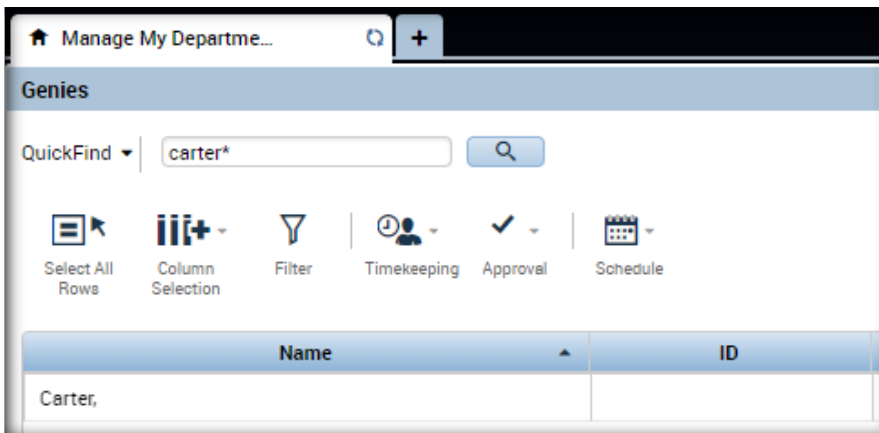 Manage My Departme... +
Genies
QuickFind carter*
Select All Rows
Column Selection
Filter
Timekeeping
Approval
Schedule
Name ID
Carter,